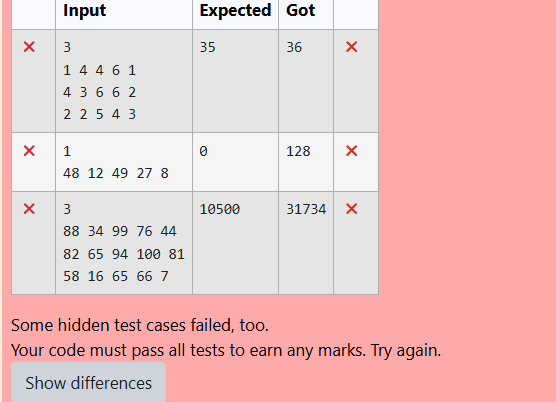 Input Expected Got
3 35 36
1 4 4 6 1
4 3 6 6 2
2 2 5 4 3
1 0 128
48 12 49 27 8
3 10500 31734
88 34 99 76 44
82 65 94 100 81
58 16 65 66 7
Some hidden test cases failed, too.
Your code must pass all tests to earn any marks. Try again.
Show differences